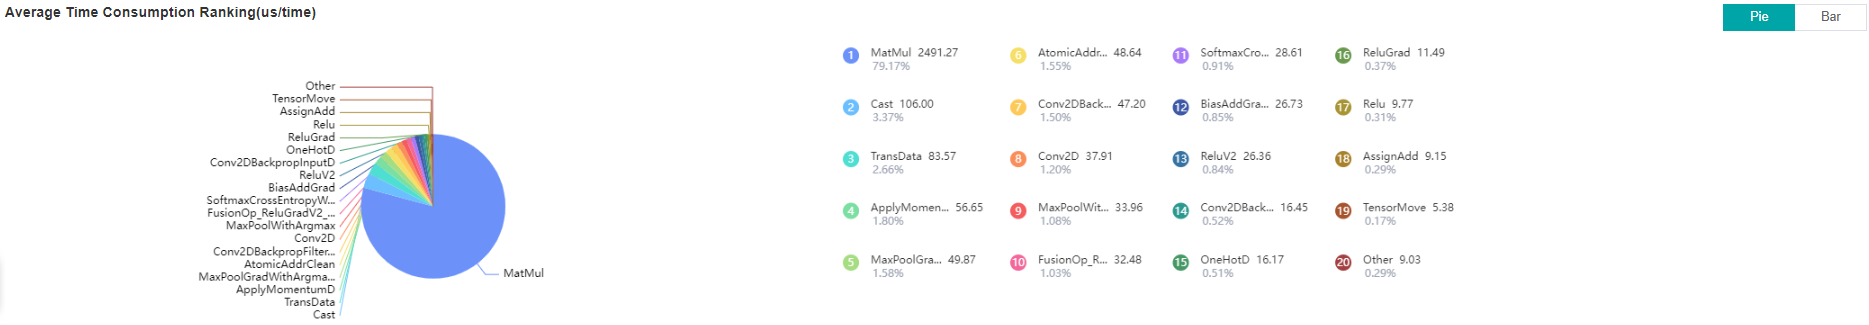 Average Time Consumption Ranking(us/time)
Pie
Bar
Other
TensorMove
AssignAdd
Relu
ReluGrad
OneHotD
Conv2DBackpropInputD
ReluV2
BiasAddGrad
SoftmaxCrossEntropyW...
FusionOp_ReluGradV2_...
MaxPoolWithArgmax
Conv2D
Conv2DBackpropFilter...
AtomicAddrClean
MaxPoolGradWithArgma...
ApplyMomentumD
TransData
Cast
MatMul
1 MatMul 2491.27
79.17%
2 Cast 106.00
3.37%
3 TransData 83.57
2.66%
4 ApplyMomen... 56.65
1.80%
5 MaxPoolGra... 49.87
1.58%
6 AtomicAddr... 48.64
1.55%
7 Conv2DBack... 47.20
1.50%
8 Conv2D 37.91
1.20%
9 MaxPoolWit... 33.96
1.08%
10 FusionOp_R... 32.48
1.03%
11 SoftmaxCro... 28.61
0.91%
12 BiasAddGra... 26.73
0.85%
13 ReluV2 26.36
0.84%
14 Conv2DBack... 16.45
0.52%
15 OneHotD 16.17
0.51%
16 ReluGrad 11.49
0.37%
17 Relu 9.77
0.31%
18 AssignAdd 9.15
0.29%
19 TensorMove 5.38
0.17%
20 Other 9.03
0.29%